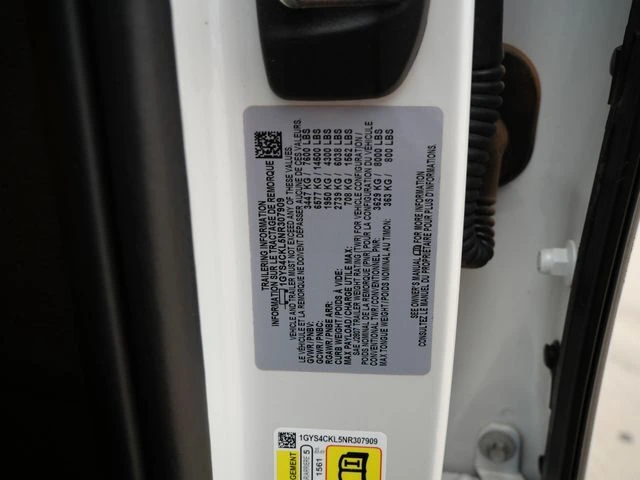 TRAILERING INFORMATION
INFORMATION SUR LE TRACTAGE DE REMORQUE
1GYS4CKL5NR307909
VEHICLE AND TRAILER MUST NOT EXCEED ANY OF THESE VALUES.
LE VÉHICULE ET LA REMORQUE NE DOIVENT DÉPASSER AUCUNE DE CES VALEURS.
GVWR/PNBV: 3447 KG / 7600 LBS
GCWR/PNBC: 6577 KG / 14500 LBS
RGAWR/PNBE ARR: 1950 KG / 4300 LBS
CURB WEIGHT / POIDS À VIDE: 2739 KG / 6038 LBS
MAX PAYLOAD / CHARGE UTILE MAX: 708 KG / 1562 LBS
SAE J2807 TRAILER WEIGHT RATING (TWR) FOR VEHICLE CONFIGURATION /
POIDS NOMINAL DE LA REMORQUE (PNR) POUR CONFIGURATION DU VÉHICULE
CONVENTIONAL TWR/CONVENTIONNEL PNR: 3629 KG / 8000 LBS
MAX TONGUE WEIGHT / POIDS NOMINAL AU TIMON: 363 KG / 800 LBS
SEE OWNER'S MANUAL FOR MORE INFORMATION /
CONSULTEZ LE MANUEL DU PROPRIÉTAIRE POUR PLUS D'INFORMATION.
1GYS4CKL5NR307909
5
1561